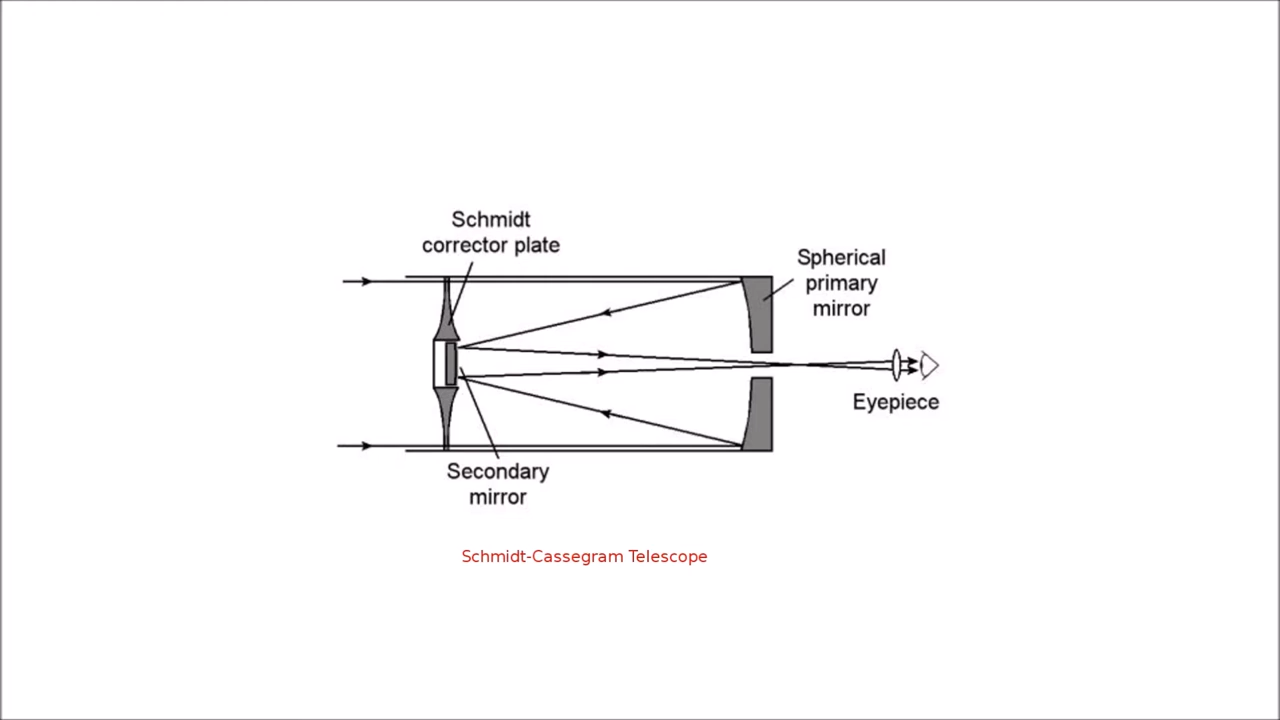 Schmidt
corrector plate
Spherical
primary
mirror
Eyepiece
Secondary
mirror
Schmidt-Cassegram Telescope